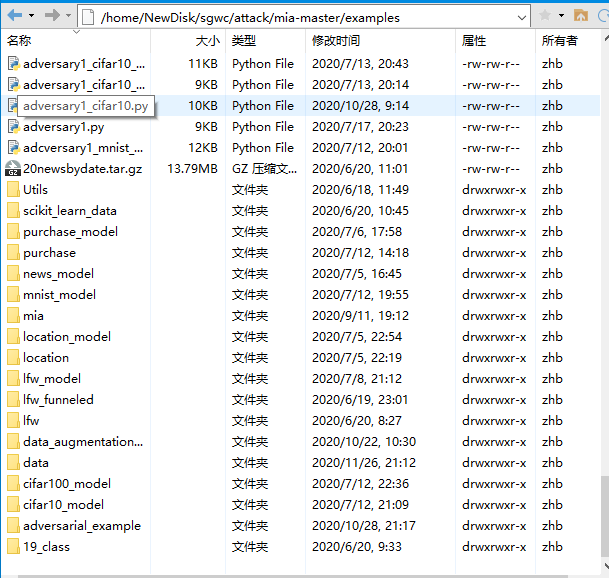 /home/NewDisk/sgwc/attack/mia-master/examples
名称 大小 类型 修改时间 属性 所有者
adversary1_cifar10_... 11KB Python File 2020/7/13, 20:43 -rw-rw-r-- zhb
adversary1_cifar10_... 9KB Python File 2020/7/13, 20:14 -rw-rw-r-- zhb
adversary1_cifar10.py 10KB Python File 2020/10/28, 9:14 -rw-rw-r-- zhb
adversary1.py 9KB Python File 2020/7/17, 20:23 -rw-rw-r-- zhb
adcversary1_mnist_... 12KB Python File 2020/7/12, 20:01 -rw-rw-r-- zhb
GZ 20newsbydate.tar.gz 13.79MB GZ 压缩文... 2020/6/20, 11:01 -rw-rw-r-- zhb
Utils 文件夹 2020/6/18, 11:49 drwxrwxr-x zhb
scikit_learn_data 文件夹 2020/6/20, 10:45 drwxrwxr-x zhb
purchase_model 文件夹 2020/7/6, 17:58 drwxrwxr-x zhb
purchase 文件夹 2020/7/12, 14:18 drwxrwxr-x zhb
news_model 文件夹 2020/7/5, 16:45 drwxrwxr-x zhb
mnist_model 文件夹 2020/7/12, 19:55 drwxrwxr-x zhb
mia 文件夹 2020/9/11, 19:12 drwxrwxr-x zhb
location_model 文件夹 2020/7/5, 22:54 drwxrwxr-x zhb
location 文件夹 2020/7/5, 22:19 drwxrwxr-x zhb
lfw_model 文件夹 2020/7/8, 21:12 drwxrwxr-x zhb
lfw_funneled 文件夹 2020/6/19, 23:01 drwxrwxr-x zhb
lfw 文件夹 2020/6/20, 8:27 drwxrwxr-x zhb
data_augmentation... 文件夹 2020/10/22, 10:30 drwxrwxr-x zhb
data 文件夹 2020/11/26, 21:12 drwxrwxr-x zhb
cifar100_model 文件夹 2020/7/12, 22:36 drwxrwxr-x zhb
cifar10_model 文件夹 2020/7/12, 21:09 drwxrwxr-x zhb
adversarial_example 文件夹 2020/10/28, 21:17 drwxrwxr-x zhb
19_class 文件夹 2020/6/20, 9:33 drwxrwxr-x zhb